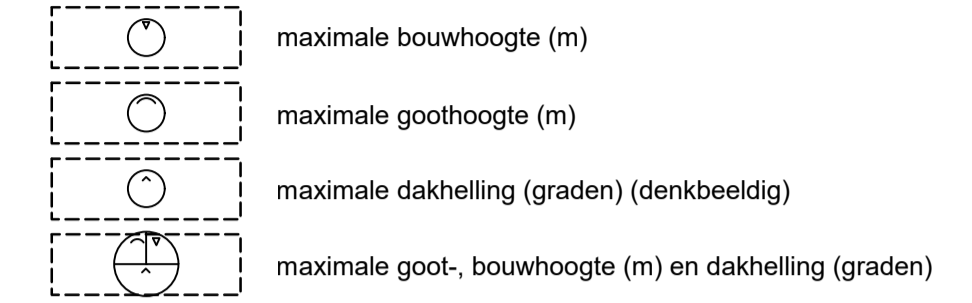 maximale bouwhoogte (m)
maximale goothoogte (m)
maximale dakhelling (graden) (denkbeeldig)
maximale goot-, bouwhoogte (m) en dakhelling (graden)